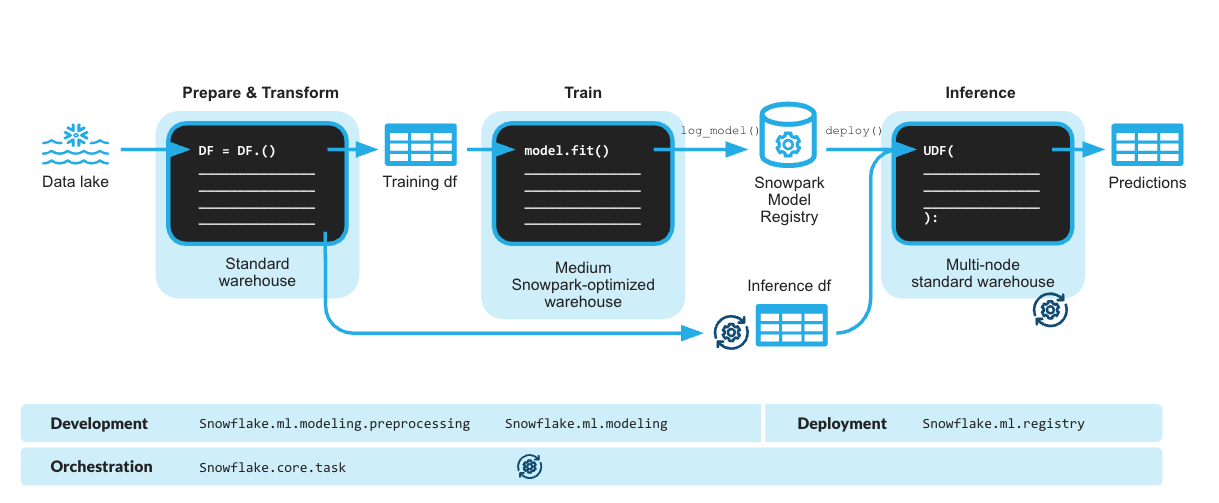 Prepare & Transform
Train
Inference
DF = DF.()
model.fit()
log_model()
deploy()
UDF(
):
Data lake
Training df
Snowpark
Model
Registry
Predictions
Standard
warehouse
Medium
Snowpark-optimized
warehouse
Multi-node
standard warehouse
Inference df
Development
Snowflake.ml.modeling.preprocessing
Snowflake.ml.modeling
Deployment
Snowflake.ml.registry
Orchestration
Snowflake.core.task